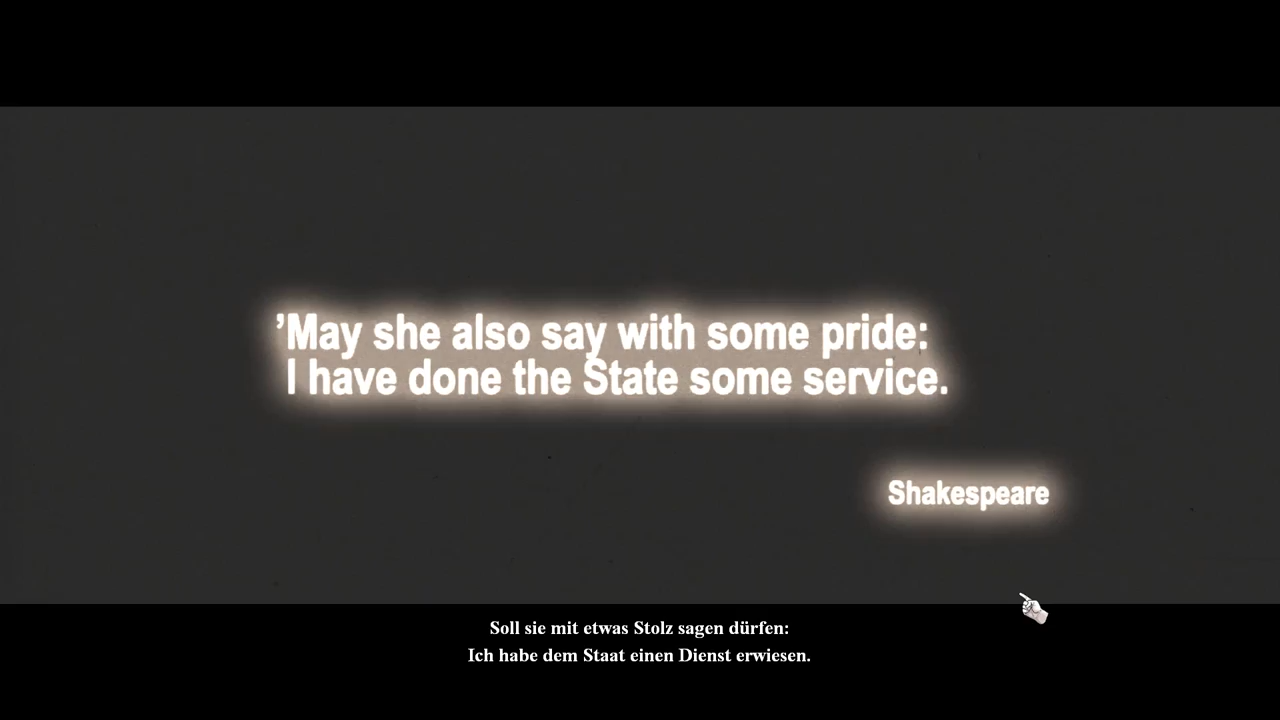 ’May she also say with some pride:
I have done the State some service.
Shakespeare
Soll sie mit etwas Stolz sagen dürfen:
Ich habe dem Staat einen Dienst erwiesen.